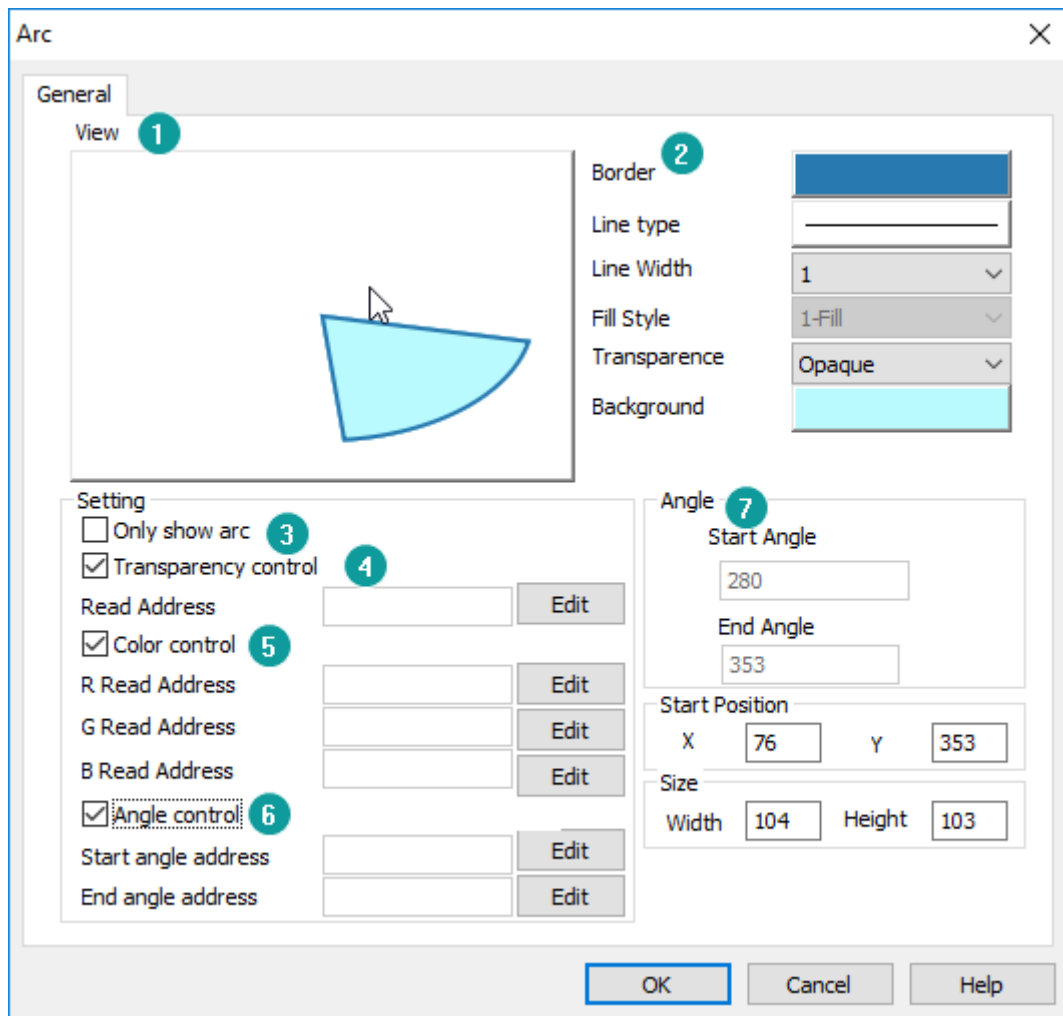 Arc
General
View 1
Border 2
Line type
Line Width 1
Fill Style 1-Fill
Transparence Opaque
Background
Setting
Only show arc 3
Transparency control 4
Read Address Edit
Color control 5
R Read Address Edit
G Read Address Edit
B Read Address Edit
Angle control 6
Start angle address Edit
End angle address Edit
Angle 7
Start Angle
280
End Angle
353
Start Position
X 76 Y 353
Size
Width 104 Height 103
OK Cancel Help